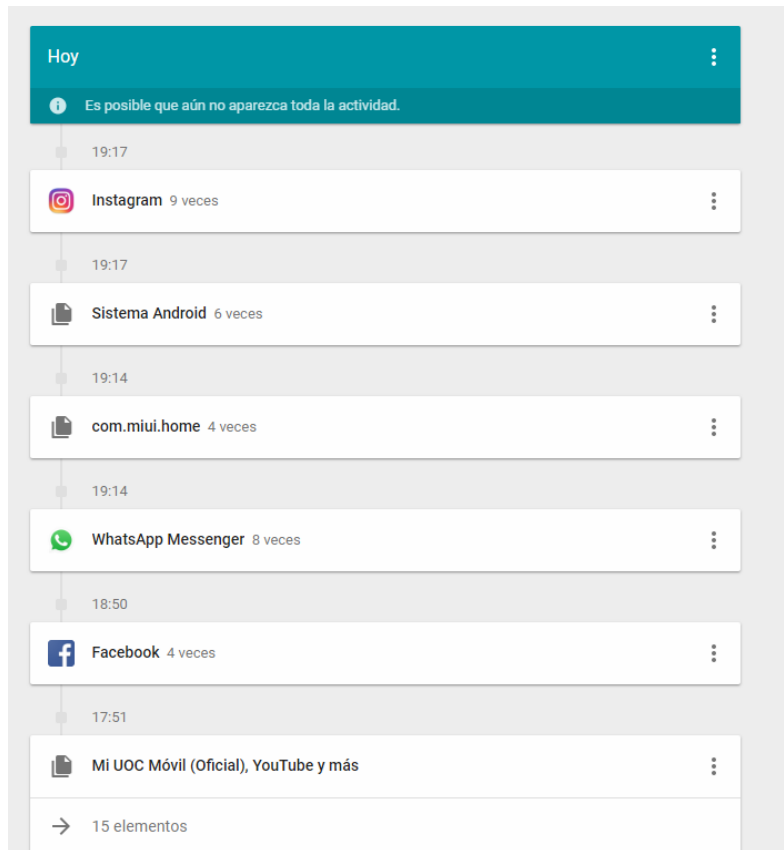 Hoy
Es posible que aún no aparezca toda la actividad.
19:17
Instagram 9 veces
19:17
Sistema Android 6 veces
19:14
com.miui.home 4 veces
19:14
WhatsApp Messenger 8 veces
18:50
Facebook 4 veces
17:51
Mi UOC Móvil (Oficial), YouTube y más
15 elementos